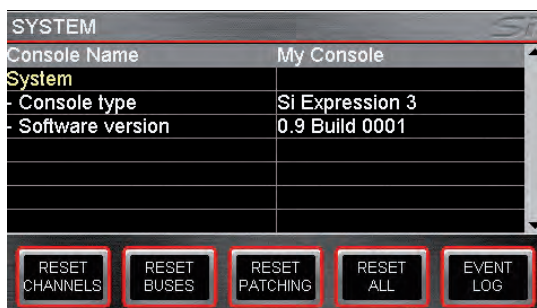 SYSTEM
Si
Console Name My Console
System
- Console type Si Expression 3
- Software version 0.9 Build 0001
RESET CHANNELS
RESET BUSES
RESET PATCHING
RESET ALL
EVENT LOG